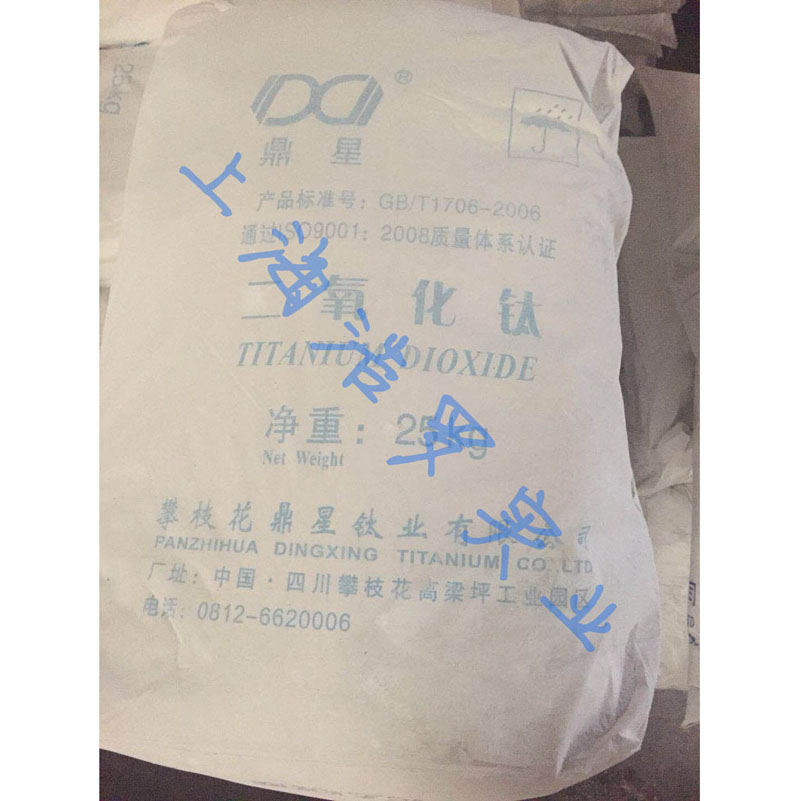 25kg
®
鼎星
产品标准号：GB/T1706-2006
通过ISO9001：2008质量体系认证
二氧化钛
TITANIUM DIOXIDE
净重：25kg
Net Weight
攀枝花鼎星钛业有限公司
PANZHIHUA DINGXING TITANIUM CO.,LTD
厂址：中国·四川攀枝花高梁坪工业园区
电话：0812-6620006
上海浩实业
司